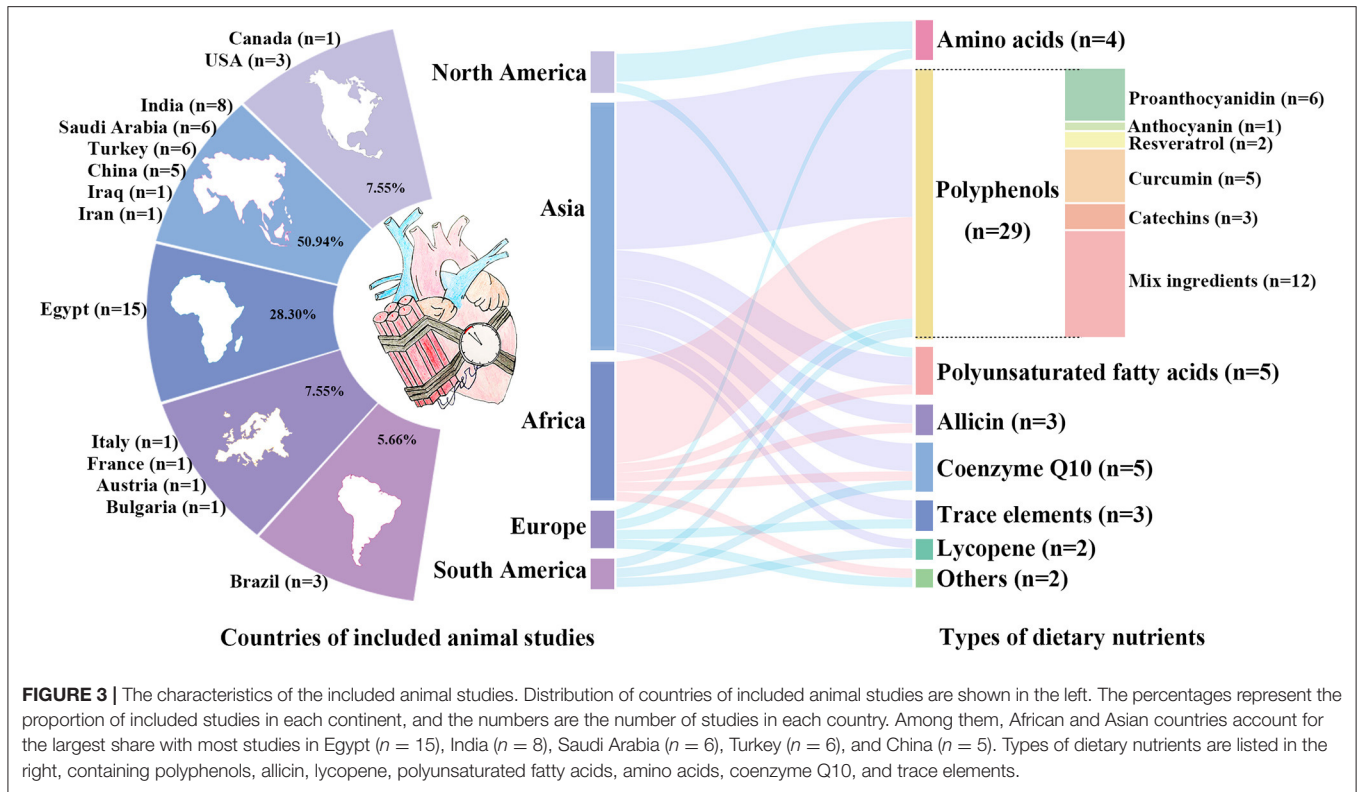 Canada (n=1)
USA (n=3)
India (n=8)
Saudi Arabia (n=6)
Turkey (n=6)
China (n=5)
Iraq (n=1)
Iran (n=1)
Egypt (n=15)
Italy (n=1)
France (n=1)
Austria (n=1)
Bulgaria (n=1)
Brazil (n=3)
7.55%
50.94%
28.30%
7.55%
5.66%
North America
Asia
Africa
Europe
South America
Amino acids (n=4)
Polyphenols
(n=29)
Proanthocyanidin (n=6)
Anthocyanin (n=1)
Resveratrol (n=2)
Curcumin (n=5)
Catechins (n=3)
Mix ingredients (n=12)
Polyunsaturated fatty acids (n=5)
Allicin (n=3)
Coenzyme Q10 (n=5)
Trace elements (n=3)
Lycopene (n=2)
Others (n=2)
Countries of included animal studies
Types of dietary nutrients
FIGURE 3 | The characteristics of the included animal studies. Distribution of countries of included animal studies are shown in the left. The percentages represent the
proportion of included studies in each continent, and the numbers are the number of studies in each country. Among them, African and Asian countries account for
the largest share with most studies in Egypt (n = 15), India (n = 8), Saudi Arabia (n = 6), Turkey (n = 6), and China (n = 5). Types of dietary nutrients are listed in the
right, containing polyphenols, allicin, lycopene, polyunsaturated fatty acids, amino acids, coenzyme Q10, and trace elements.